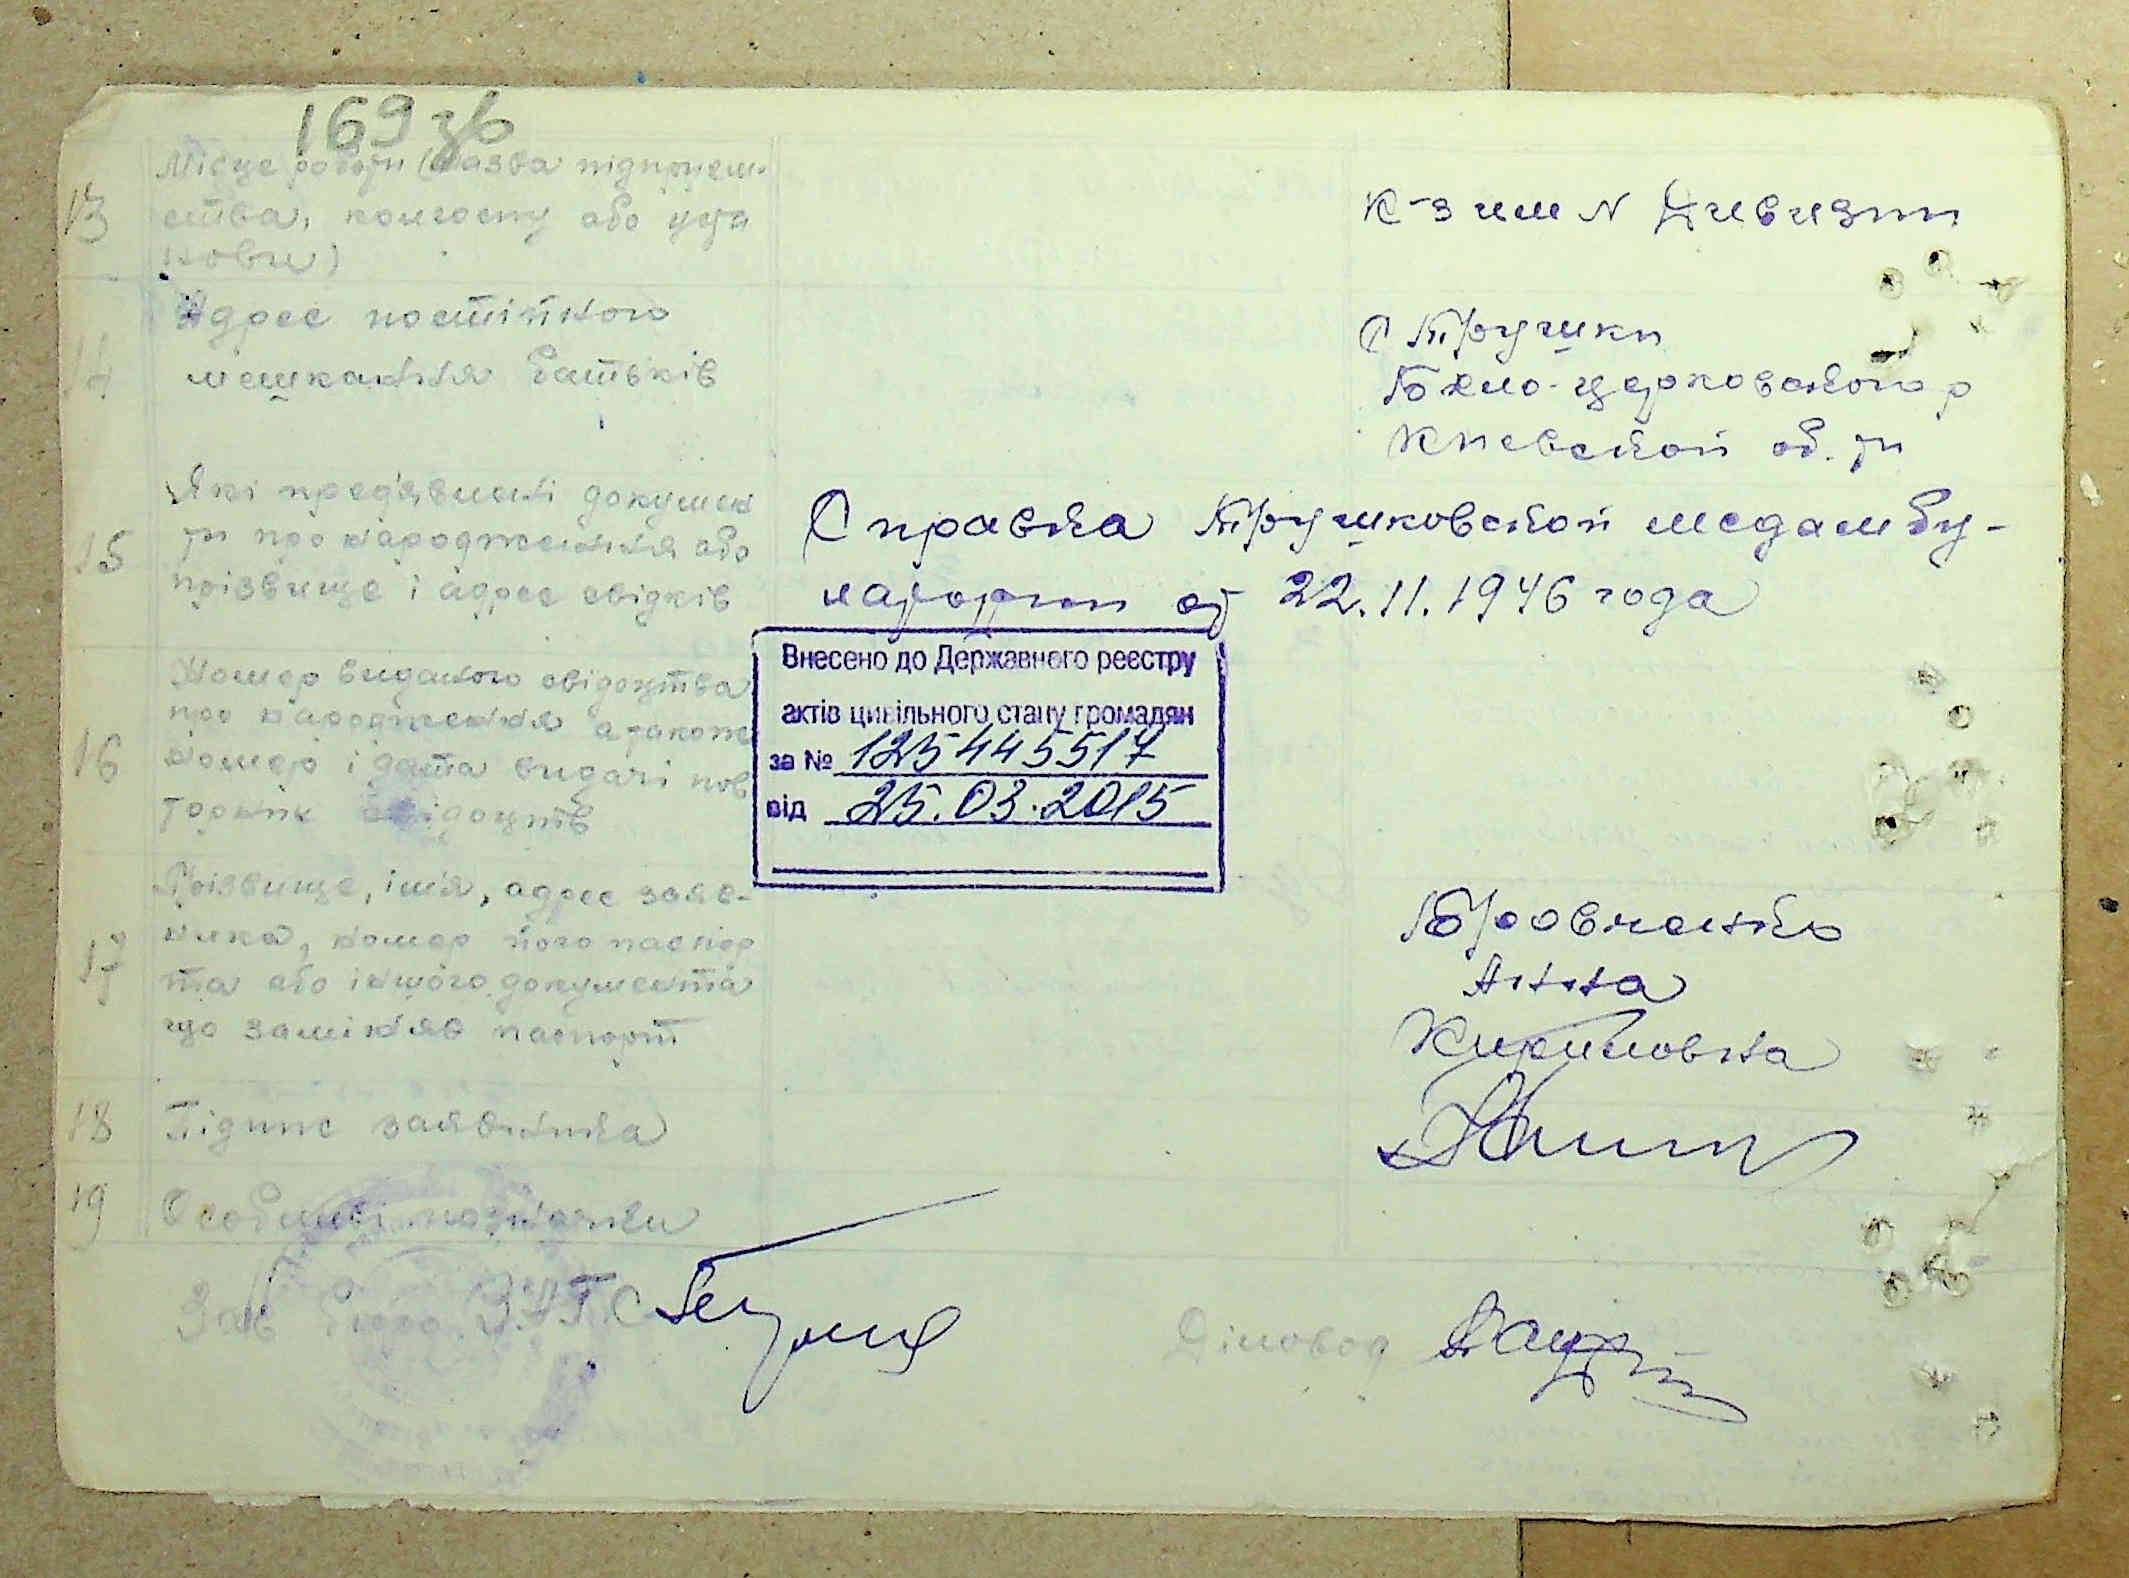 169 зв
13
Місце роботи (назва підприєм-
ства, колгоспу або уста
нови)
К-з им N Дивизии
14
Адрес постійного
мешкання батьків
с Трушки
Бело-церковского р
Киевской об. ти
15
Які пред'явлені докумен
ти про народження або
прізвище і адрес свідків
Справка Трушковской медамбу-
латории от 22.11.1946 года
16
Номер виданого свідоцтва
про народження а також
номер і дата видачі пов
торних свідоцтв
Внесено до Державного реєстру
актів цивільного стану громадян
за № 125445517
від 25.03.2015
17
Прізвище, ім'я, адрес заяв-
ника, номер його паспор
та або іншого документа
що заміняв паспорт
Бровченко
Анна
Кириловна
18
Підпис заявника
19
Особливі помітки
Зав Бюро ЗАГС
Діловод